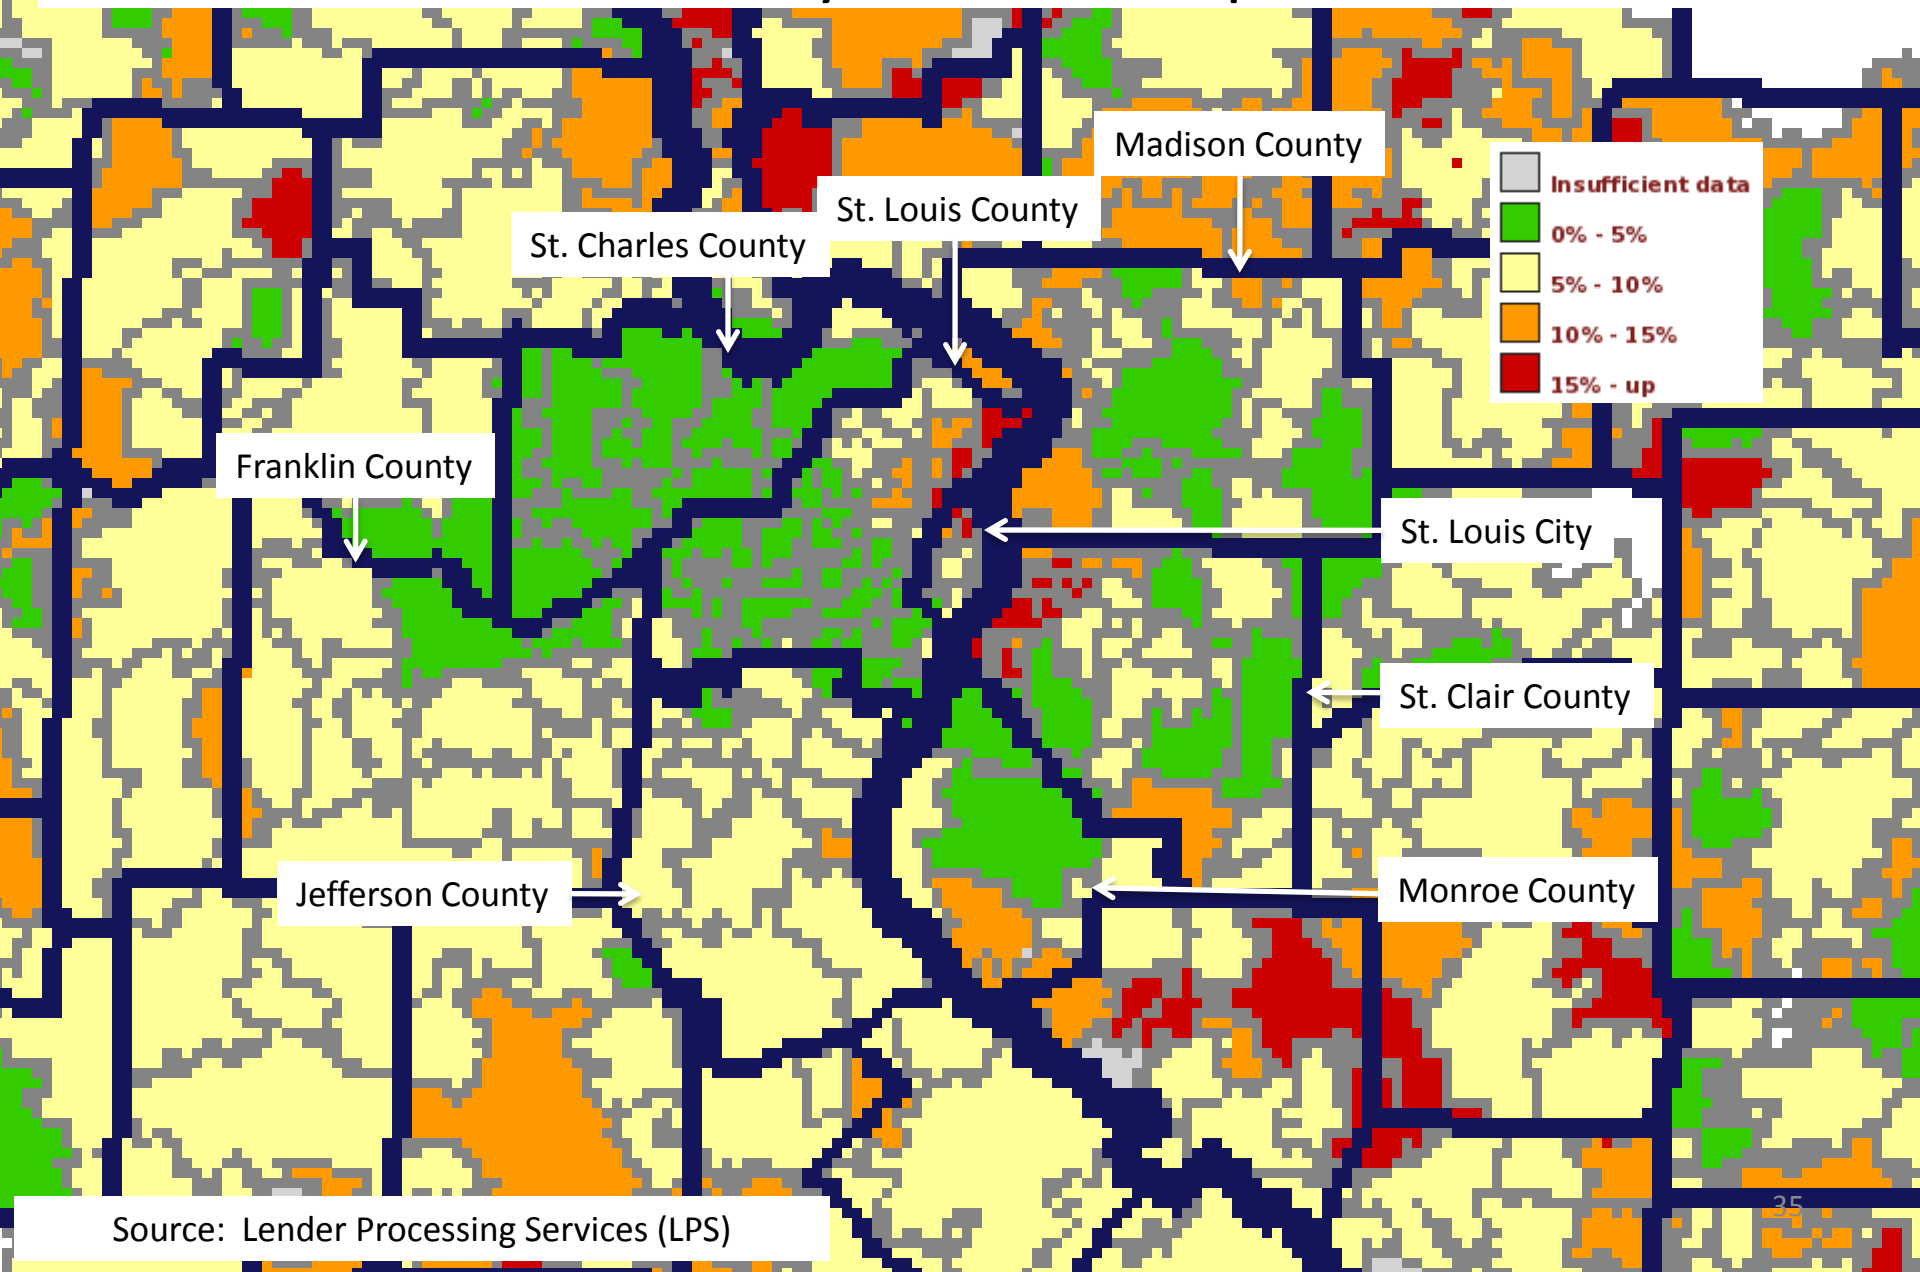 Madison County
St. Louis County
St. Charles County
Insufficient data
0% - 5%
5% - 10%
10% - 15%
15% - up
Franklin County
St. Louis City
St. Clair County
Jefferson County
Monroe County
35
Source:  Lender Processing Services (LPS)